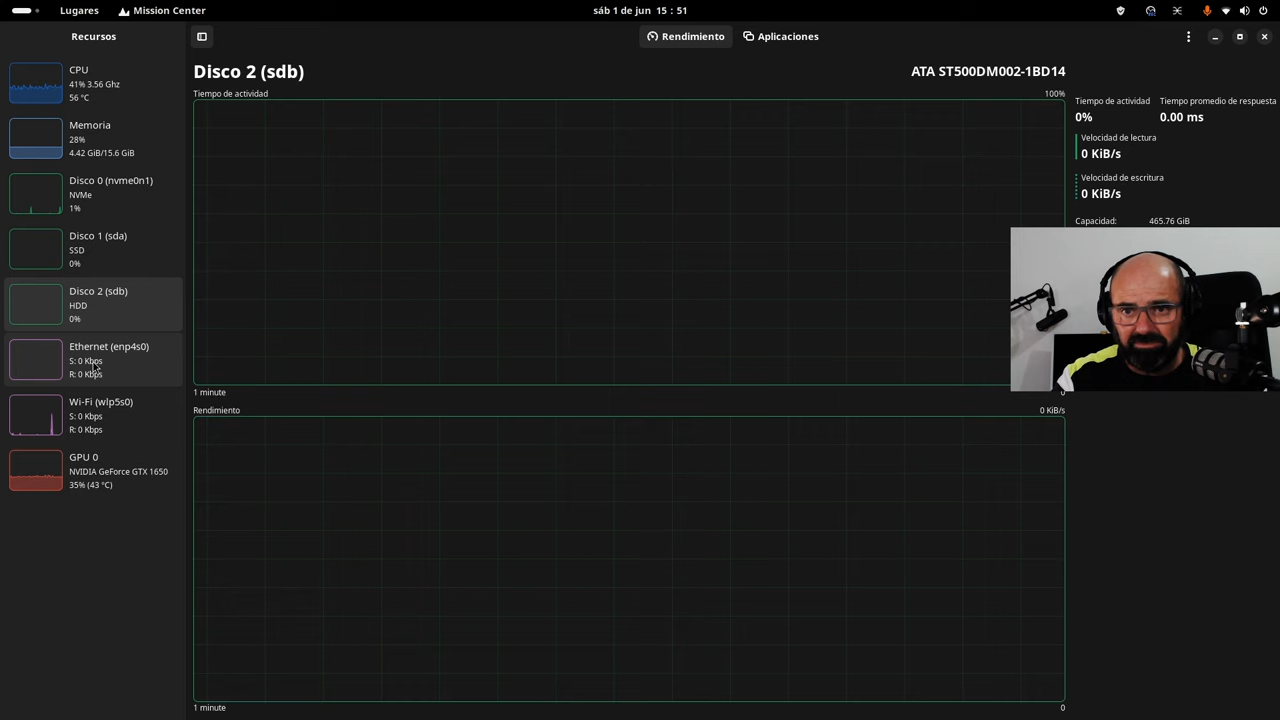 Lugares
Mission Center
sáb 1 de jun  15 : 51
Recursos
Rendimiento
Aplicaciones
CPU
41% 3.56 Ghz
56 °C
Memoria
28%
4.42 GiB/15.6 GiB
Disco 0 (nvme0n1)
NVMe
1%
Disco 1 (sda)
SSD
0%
Disco 2 (sdb)
HDD
0%
Ethernet (enp4s0)
S: 0 Kbps
R: 0 Kbps
Wi-Fi (wlp5s0)
S: 0 Kbps
R: 0 Kbps
GPU 0
NVIDIA GeForce GTX 1650
35% (43 °C)
Disco 2 (sdb)
ATA ST500DM002-1BD14
Tiempo de actividad
100%
1 minute
0
Rendimiento
0 KiB/s
1 minute
0
Tiempo de actividad
0%
Tiempo promedio de respuesta
0.00 ms
Velocidad de lectura
0 KiB/s
Velocidad de escritura
0 KiB/s
Capacidad:
465.76 GiB